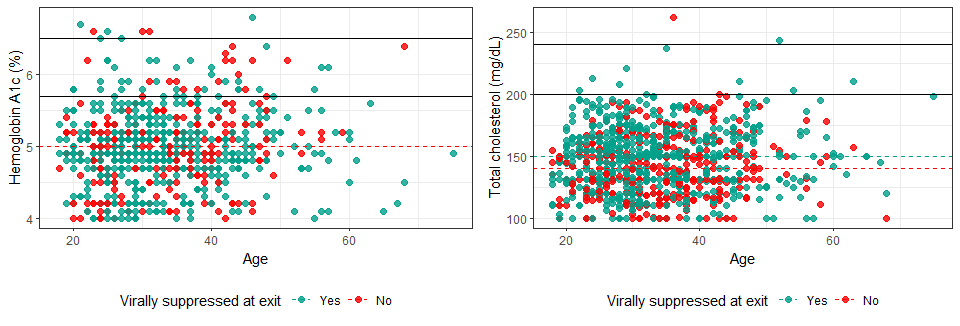 Hemoglobin A1c (%)
6
5
4
20 40 60
Age
Virally suppressed at exit Yes No
Total cholesterol (mg/dL)
250
200
150
100
20 40 60
Age
Virally suppressed at exit Yes No